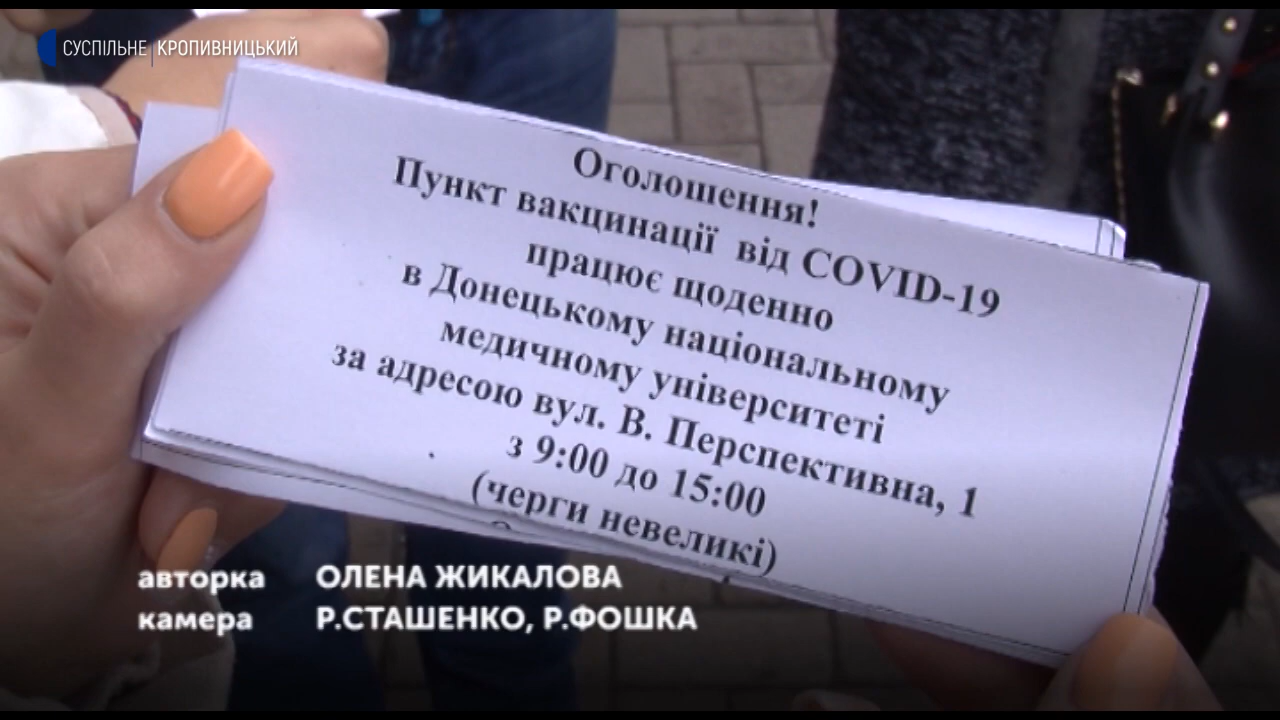 СУСПІЛЬНЕ КРОПИВНИЦЬКИЙ
Оголошення!
Пункт вакцинації від COVID-19
працює щоденно
в Донецькому національному
медичному університеті
за адресою вул. В. Перспективна, 1
з 9:00 до 15:00
(черги невеликі)
авторка ОЛЕНА ЖИКАЛОВА
камера Р.СТАШЕНКО, Р.ФОШКА